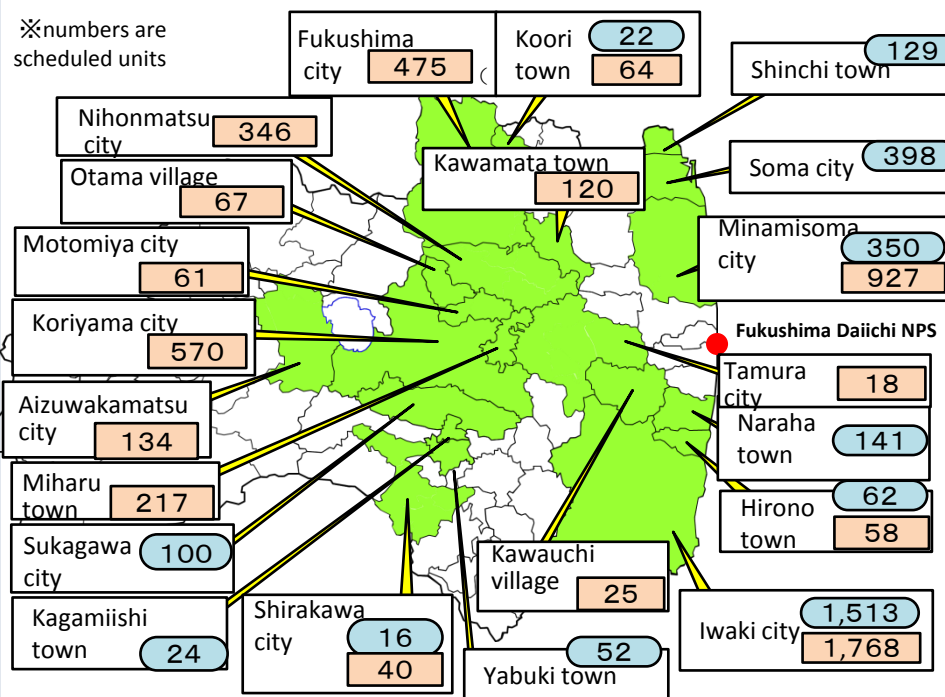 ※numbers are
scheduled units
Fukushima
city 475 (
Koori 22
town 64
Shinchi town 129
Nihonmatsu
city 346
Kawamata town
120
Soma city 398
Otama village
67
Minamisoma
city 350
927
Motomiya city
61
Koriyama city
570
Fukushima Daiichi NPS
Tamura
city 18
Aizuwakamatsu
city 134
Naraha
town 141
Miharu
town 217
Hirono 62
town 58
Sukagawa
city 100
Kawauchi
village 25
Kagamiishi
town 24
Shirakawa
city 16
40
Yabuki town 52
Iwaki city 1,513
1,768